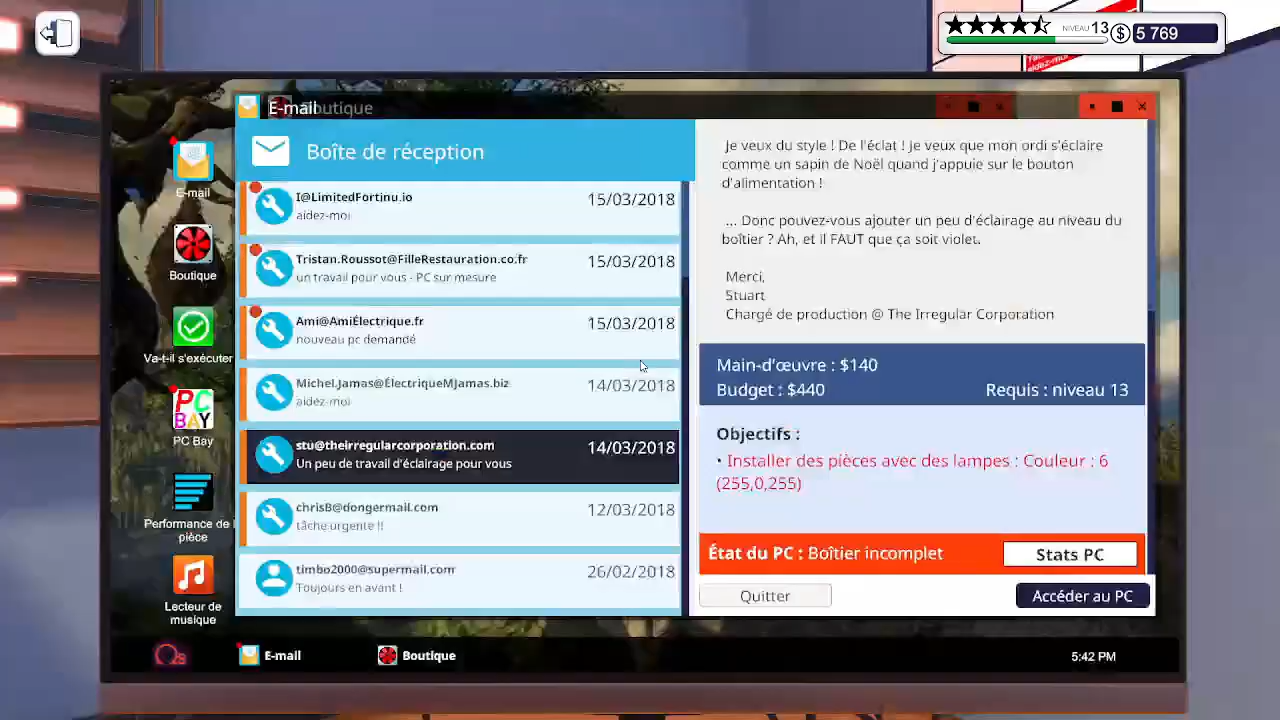 NIVEAU 13 $ 5 769
E-mail
Boutique
Boîte de réception
I@LimitedFortinu.io 15/03/2018
aidez-moi
Tristan.Roussot@FilleRestauration.co.fr 15/03/2018
un travail pour vous - PC sur mesure
Ami@AmiÉlectrique.fr 15/03/2018
nouveau pc demandé
Michel.Jamas@ÉlectriqueMJamas.biz 14/03/2018
aidez-moi
stu@theirregularcorporation.com 14/03/2018
Un peu de travail d'éclairage pour vous
chrisB@dongermail.com 12/03/2018
tâche urgente !!
timbo2000@supermail.com 26/02/2018
Toujours en avant !
Je veux du style ! De l'éclat ! Je veux que mon ordi s'éclaire
comme un sapin de Noël quand j'appuie sur le bouton
d'alimentation !
... Donc pouvez-vous ajouter un peu d'éclairage au niveau du
boîtier ? Ah, et il FAUT que ça soit violet.
Merci,
Stuart
Chargé de production @ The Irregular Corporation
Main-d'œuvre : $140
Budget : $440 Requis : niveau 13
Objectifs :
• Installer des pièces avec des lampes : Couleur : 6
(255,0,255)
État du PC : Boîtier incomplet Stats PC
Quitter Accéder au PC
E-mail
Boutique
Va-t-il s'exécuter
PC BAY
PC Bay
Performance de
pièce
Lecteur de
musique
E-mail Boutique 5:42 PM